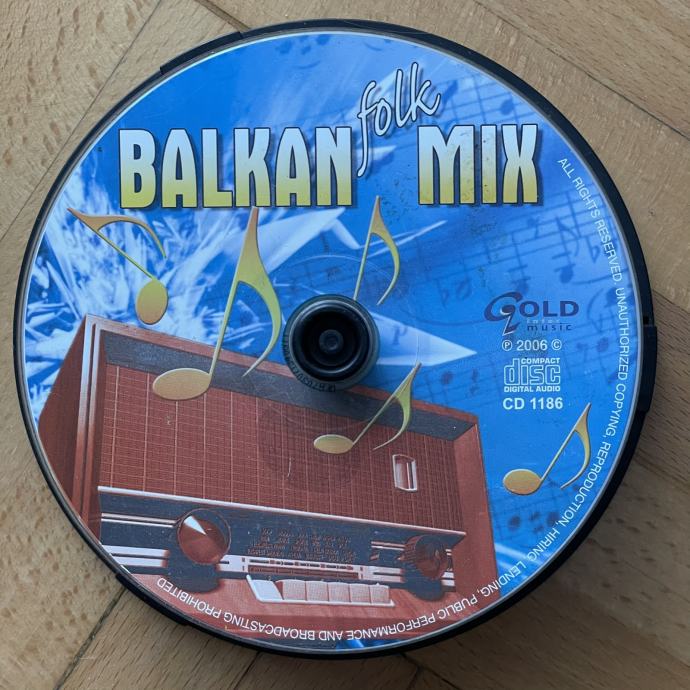 BALKAN folk MIX
GOLD
inter
music
℗ 2006 ©
COMPACT
disc
DIGITAL AUDIO
CD 1186
ALL RIGHTS RESERVED. UNAUTHORIZED COPYING, REPRODUCTION, HIRING, LENDING, PUBLIC PERFORMANCE AND BROADCASTING PROHIBITED